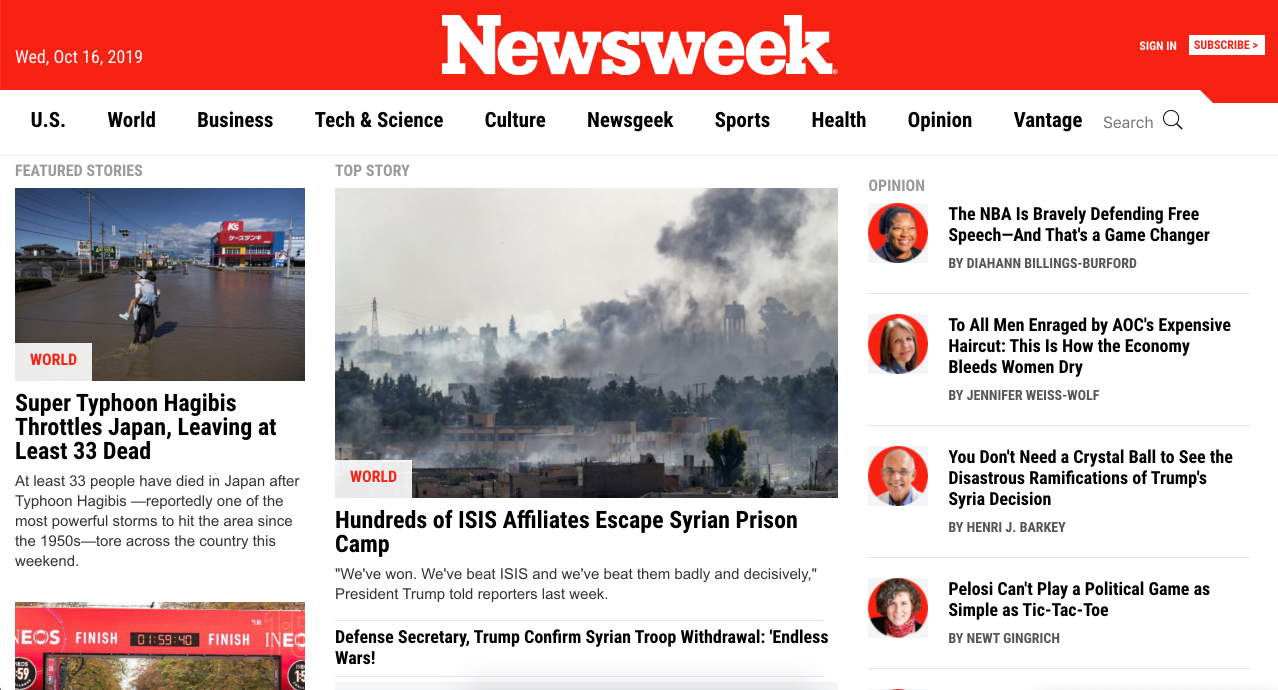 Wed, Oct 16, 2019
Newsweek
SIGN IN
SUBSCRIBE >
U.S.
World
Business
Tech & Science
Culture
Newsgeek
Sports
Health
Opinion
Vantage
Search
FEATURED STORIES
K's
ケーズデンキ
WORLD
Super Typhoon Hagibis
Throttles Japan, Leaving at
Least 33 Dead
At least 33 people have died in Japan after
Typhoon Hagibis —reportedly one of the
most powerful storms to hit the area since
the 1950s—tore across the country this
weekend.
NEOS
FINISH
01:59:40
FINISH
INEO
:59
TOP STORY
WORLD
Hundreds of ISIS Affiliates Escape Syrian Prison
Camp
"We've won. We've beat ISIS and we've beat them badly and decisively,"
President Trump told reporters last week.
Defense Secretary, Trump Confirm Syrian Troop Withdrawal: 'Endless
Wars!
OPINION
The NBA Is Bravely Defending Free
Speech—And That's a Game Changer
BY DIAHANN BILLINGS-BURFORD
To All Men Enraged by AOC's Expensive
Haircut: This Is How the Economy
Bleeds Women Dry
BY JENNIFER WEISS-WOLF
You Don't Need a Crystal Ball to See the
Disastrous Ramifications of Trump's
Syria Decision
BY HENRI J. BARKEY
Pelosi Can't Play a Political Game as
Simple as Tic-Tac-Toe
BY NEWT GINGRICH